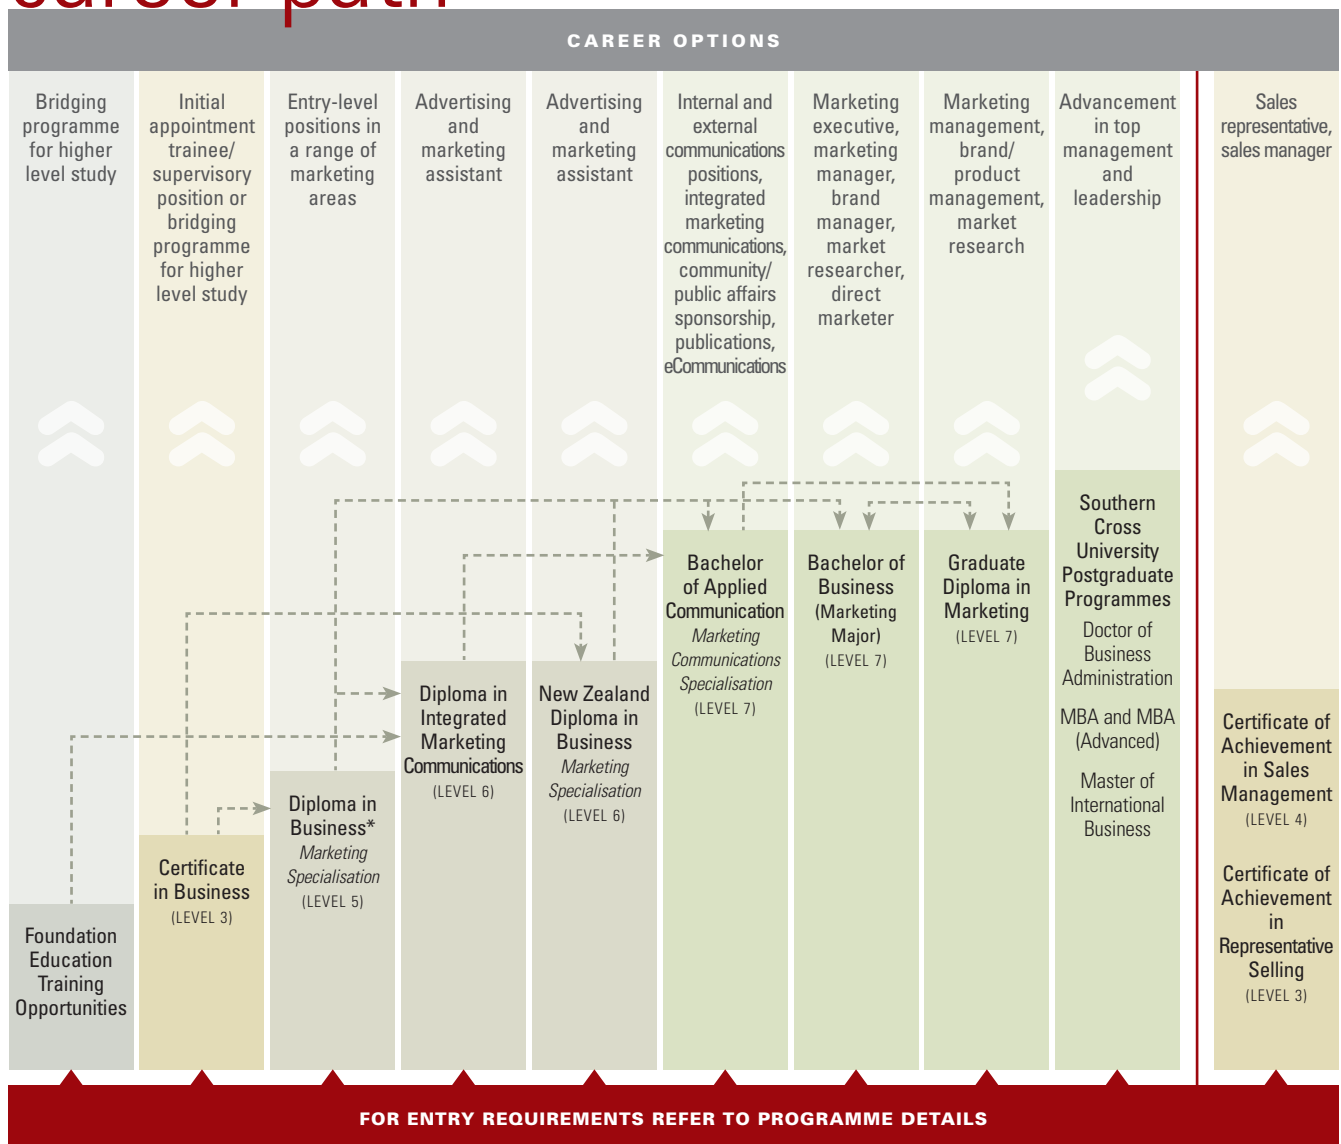 career path
CAREER OPTIONS
Bridging
programme
for higher
level study
Initial
appointment
trainee/
supervisory
position or
bridging
programme
for higher
level study
Entry-level
positions in
a range of
marketing
areas
Advertising
and
marketing
assistant
Advertising
and
marketing
assistant
Internal and
external
communications
positions,
integrated
marketing
communications,
community/
public affairs
sponsorship,
publications,
eCommunications
Marketing
executive,
marketing
manager,
brand
manager,
market
researcher,
direct
marketer
Marketing
management,
brand/
product
management,
market
research
Advancement
in top
management
and
leadership
Sales
representative,
sales manager
Foundation
Education
Training
Opportunities
Certificate
in Business
(LEVEL 3)
Diploma in
Business*
Marketing
Specialisation
(LEVEL 5)
Diploma in
Integrated
Marketing
Communications
(LEVEL 6)
New Zealand
Diploma in
Business
Marketing
Specialisation
(LEVEL 6)
Bachelor
of Applied
Communication
Marketing
Communications
Specialisation
(LEVEL 7)
Bachelor of
Business
(Marketing
Major)
(LEVEL 7)
Graduate
Diploma in
Marketing
(LEVEL 7)
Southern
Cross
University
Postgraduate
Programmes
Doctor of
Business
Administration
MBA and MBA
(Advanced)
Master of
International
Business
Certificate of
Achievement
in Sales
Management
(LEVEL 4)
Certificate of
Achievement
in
Representative
Selling
(LEVEL 3)
FOR ENTRY REQUIREMENTS REFER TO PROGRAMME DETAILS